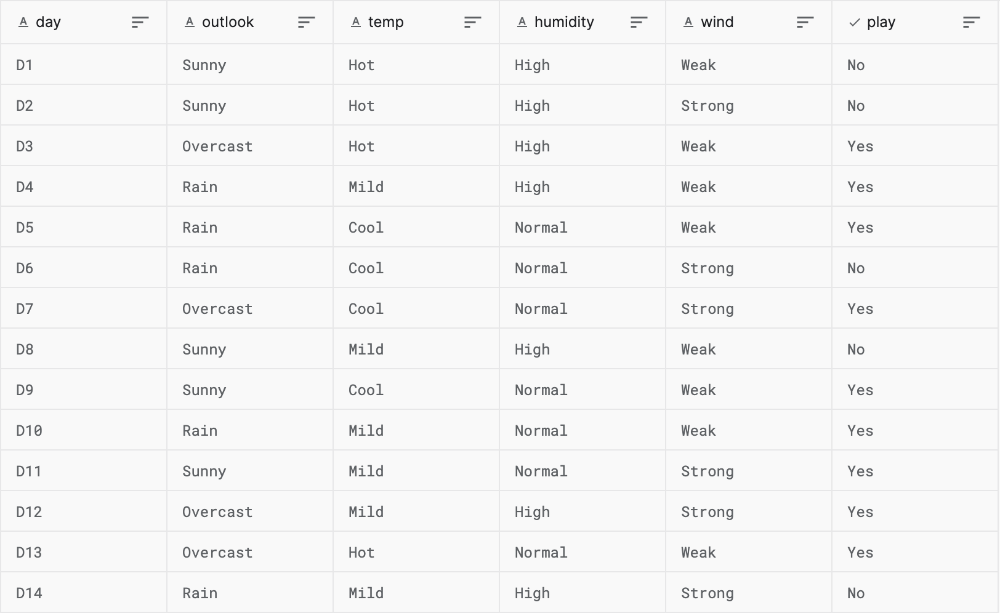 day outlook temp humidity wind play
D1 Sunny Hot High Weak No
D2 Sunny Hot High Strong No
D3 Overcast Hot High Weak Yes
D4 Rain Mild High Weak Yes
D5 Rain Cool Normal Weak Yes
D6 Rain Cool Normal Strong No
D7 Overcast Cool Normal Strong Yes
D8 Sunny Mild High Weak No
D9 Sunny Cool Normal Weak Yes
D10 Rain Mild Normal Weak Yes
D11 Sunny Mild Normal Strong Yes
D12 Overcast Mild High Strong Yes
D13 Overcast Hot Normal Weak Yes
D14 Rain Mild High Strong No